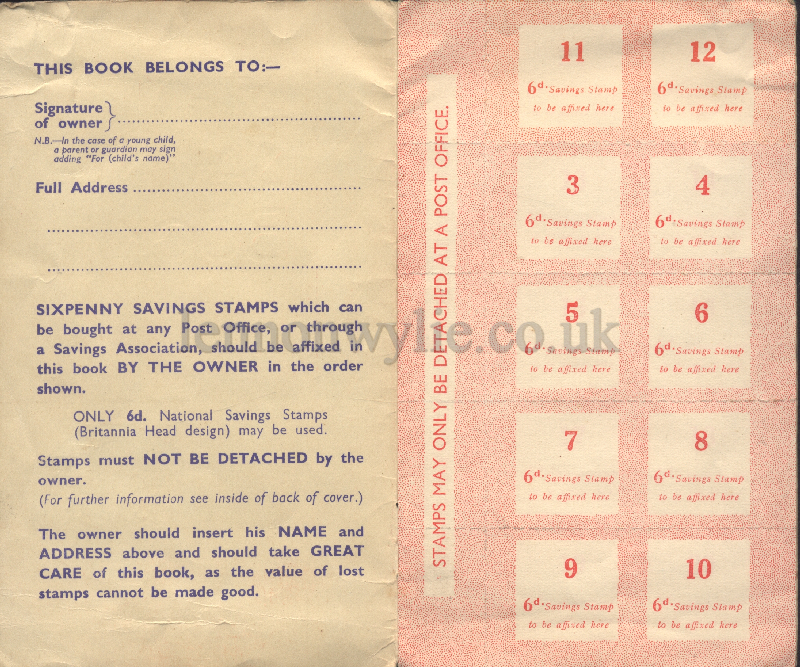 THIS BOOK BELONGS TO:—
Signature
of owner
N.B.—In the case of a young child,
a parent or guardian may sign
adding "For (child's name)"
Full Address
SIXPENNY SAVINGS STAMPS which can
be bought at any Post Office, or through
a Savings Association, should be affixed in
this book BY THE OWNER in the order
shown.
ONLY 6d. National Savings Stamps
(Britannia Head design) may be used.
Stamps must NOT BE DETACHED by the
owner.
(For further information see inside of back of cover.)
The owner should insert his NAME and
ADDRESS above and should take GREAT
CARE of this book, as the value of lost
stamps cannot be made good.
STAMPS MAY ONLY BE DETACHED AT A POST OFFICE.
11
6d. Savings Stamp
to be affixed here
12
6d. Savings Stamp
to be affixed here
3
6d. Savings Stamp
to be affixed here
4
6d. Savings Stamp
to be affixed here
5
6d. Savings Stamp
to be affixed here
6
6d. Savings Stamp
to be affixed here
7
6d. Savings Stamp
to be affixed here
8
6d. Savings Stamp
to be affixed here
9
6d. Savings Stamp
to be affixed here
10
6d. Savings Stamp
to be affixed here
lennonwylie.co.uk